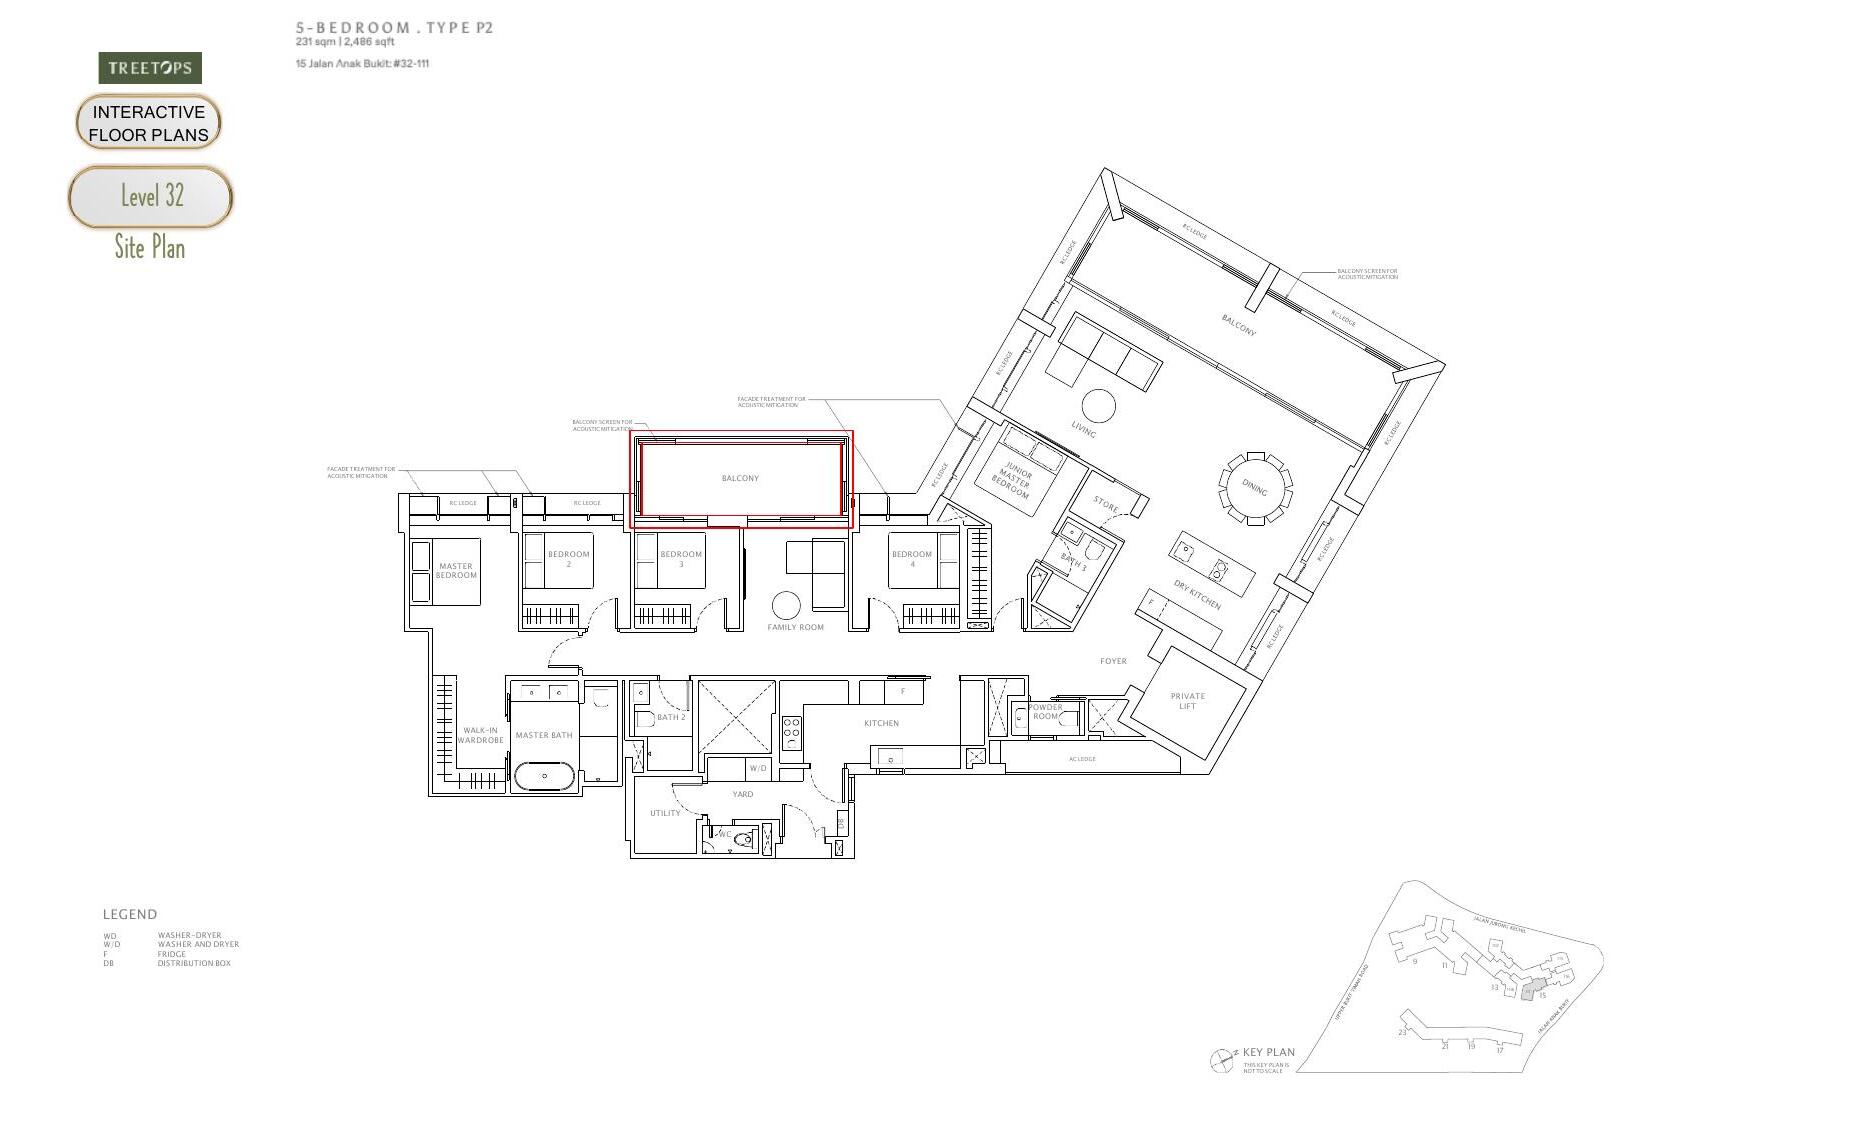 5-BEDROOM . TYPE P2
231 sqm | 2,486 sqft
15 Jalan Anak Bukit: #32-111
TREETOPS
INTERACTIVE
FLOOR PLANS
Level 32
Site Plan
RC LEDGE
RC LEDGE
BALCONY SCREEN FOR
ACOUSTIC MITIGATION
RC LEDGE
BALCONY
RC LEDGE
FACADE TREATMENT FOR
ACOUSTIC MITIGATION
BALCONY SCREEN FOR
ACOUSTIC MITIGATION
LIVING
RC LEDGE
FACADE TREATMENT FOR
ACOUSTIC MITIGATION
BALCONY
RC LEDGE
JUNIOR
MASTER
BEDROOM
DINING
RC LEDGE
RC LEDGE
STORE
MASTER
BEDROOM
BEDROOM
2
BEDROOM
3
BEDROOM
4
BATH 3
RC LEDGE
DRY KITCHEN
F
FAMILY ROOM
RC LEDGE
FOYER
PRIVATE
LIFT
F
BATH 2
KITCHEN
POWDER
ROOM
WALK-IN
WARDROBE
MASTER BATH
AC LEDGE
W/D
YARD
UTILITY
DB
WC
LEGEND
WD WASHER-DRYER
W/D WASHER AND DRYER
F FRIDGE
DB DISTRIBUTION BOX
JALAN JURONG KECHIL
9
11
13
15
UPPER BUKIT TIMAH ROAD
JALAN ANAK BUKIT
23
21
19
17
KEY PLAN
THIS KEY PLAN IS
NOT TO SCALE